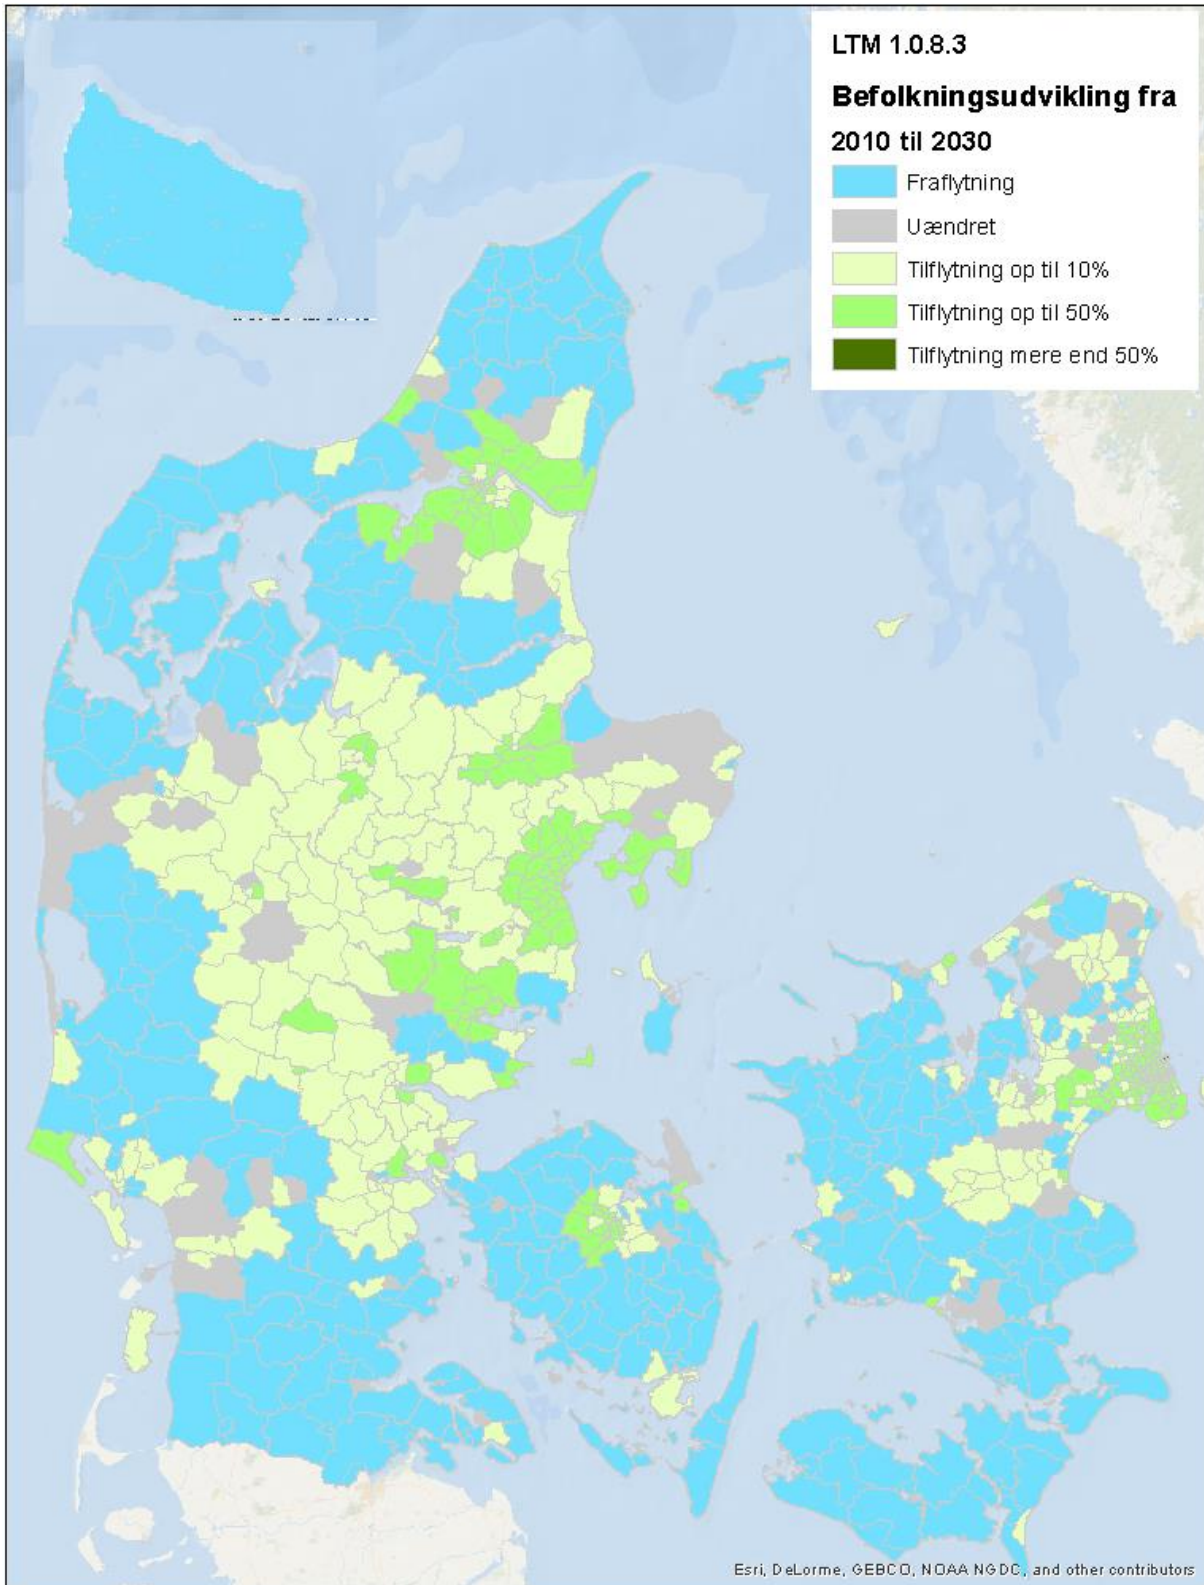 LTM 1.0.8.3
Befolkningsudvikling fra
2010 til 2030
Fraflytning
Uændret
Tilflytning op til 10%
Tilflytning op til 50%
Tilflytning mere end 50%
Esri, DeLorme, GEBCO, NOAA NGDC, and other contributors